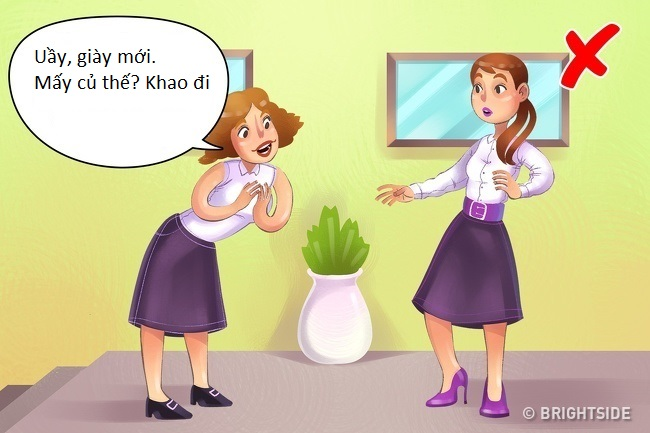 Uầy, giày mới.
Mấy củ thế? Khao đi
© BRIGHTSIDE